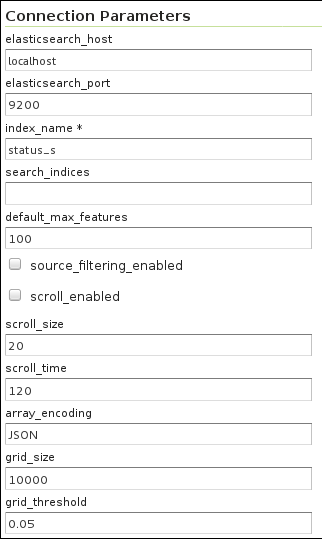 Connection Parameters
elasticsearch_host
localhost
elasticsearch_port
9200
index_name *
status_s
search_indices
default_max_features
100
source_filtering_enabled
scroll_enabled
scroll_size
20
scroll_time
120
array_encoding
JSON
grid_size
10000
grid_threshold
0.05